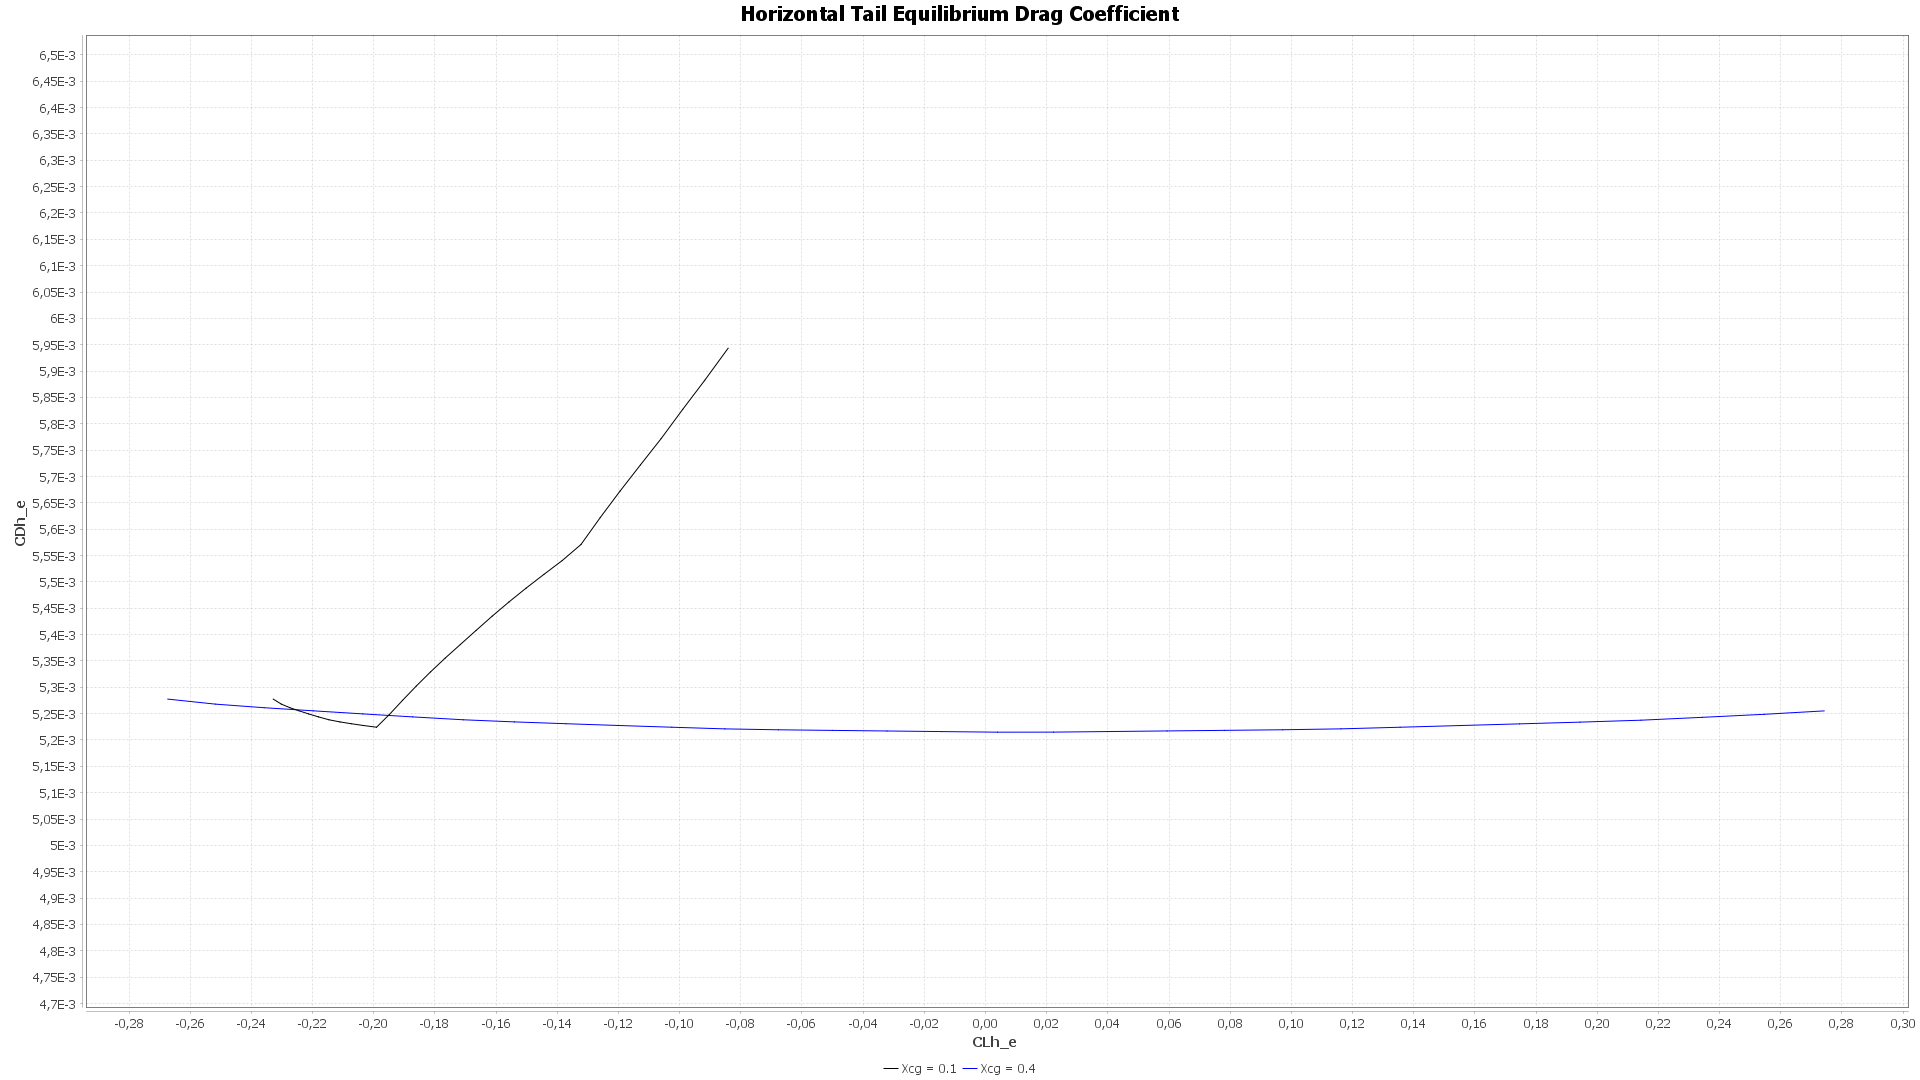 Horizontal Tail Equilibrium Drag Coefficient
6,5E-3
6,45E-3
6,4E-3
6,35E-3
6,3E-3
6,25E-3
6,2E-3
6,15E-3
6,1E-3
6,05E-3
6E-3
5,95E-3
5,9E-3
5,85E-3
5,8E-3
5,75E-3
5,7E-3
5,65E-3
5,6E-3
5,55E-3
5,5E-3
5,45E-3
5,4E-3
5,35E-3
5,3E-3
5,25E-3
5,2E-3
5,15E-3
5,1E-3
5,05E-3
5E-3
4,95E-3
4,9E-3
4,85E-3
4,8E-3
4,75E-3
4,7E-3
CDh_e
-0,28 -0,26 -0,24 -0,22 -0,20 -0,18 -0,16 -0,14 -0,12 -0,10 -0,08 -0,06 -0,04 -0,02 0,00 0,02 0,04 0,06 0,08 0,10 0,12 0,14 0,16 0,18 0,20 0,22 0,24 0,26 0,28 0,30
CLh_e
Xcg = 0.1 Xcg = 0.4